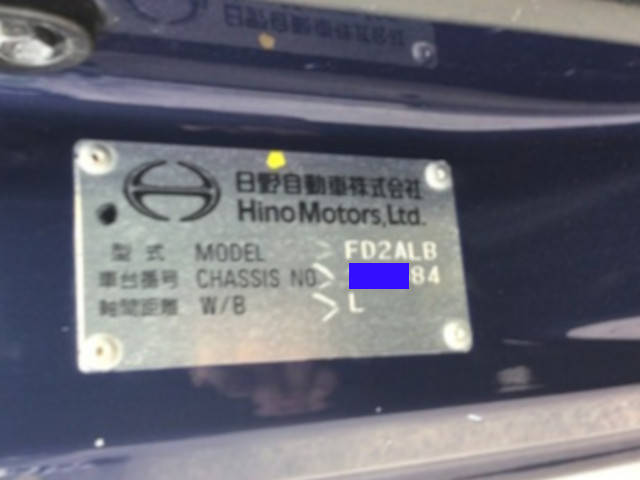 日野自動車株式会社
Hino Motors, Ltd.
型式 MODEL FD2ALB
車台番号 CHASSIS NO 84
軸間距離 W/B L